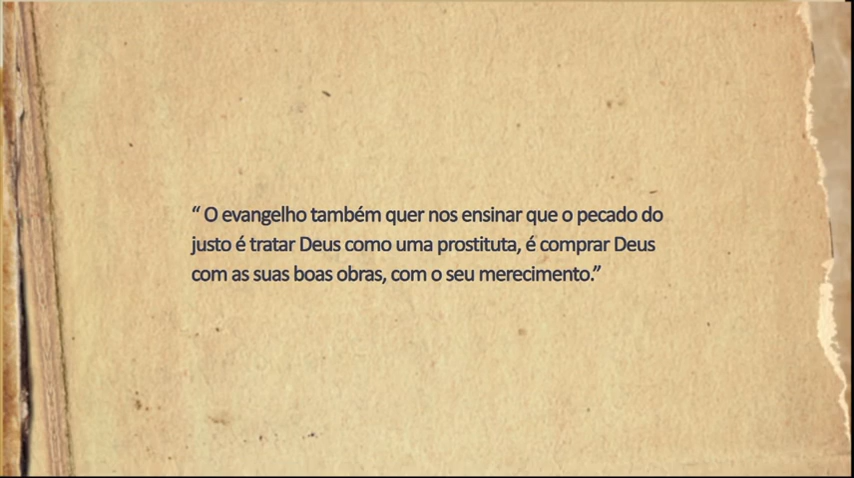 “ O evangelho também quer nos ensinar que o pecado do
justo é tratar Deus como uma prostituta, é comprar Deus
com as suas boas obras, com o seu merecimento.”